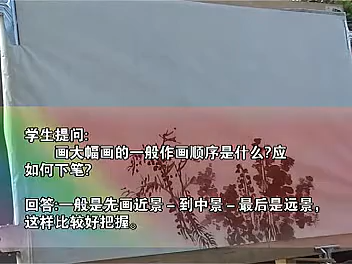 学生提问:
画大幅画的一般作画顺序是什么?应
如何下笔?
回答:一般是先画近景–到中景–最后是远景,
这样比较好把握。